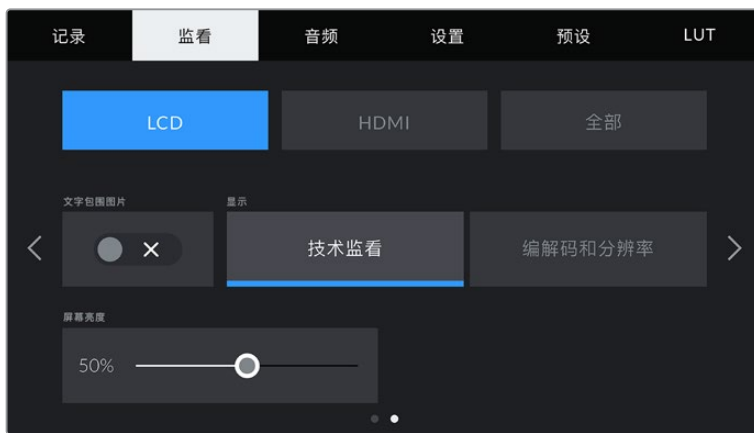 记录 监看 音频 设置 预设 LUT
LCD HDMI 全部
文字包围图片 显示
技术监看 编解码和分辨率
屏幕亮度
50%